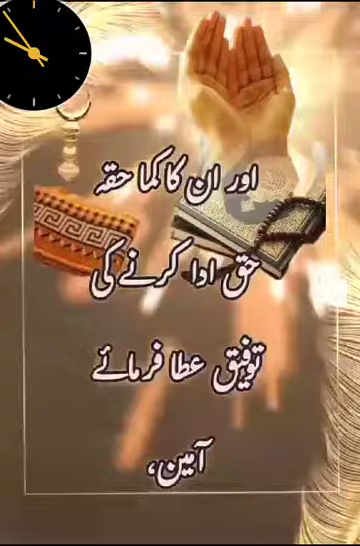 اور ان کا کما حقہ
حق ادا کرنے کی
توفیق عطا فرمائے
آمین،